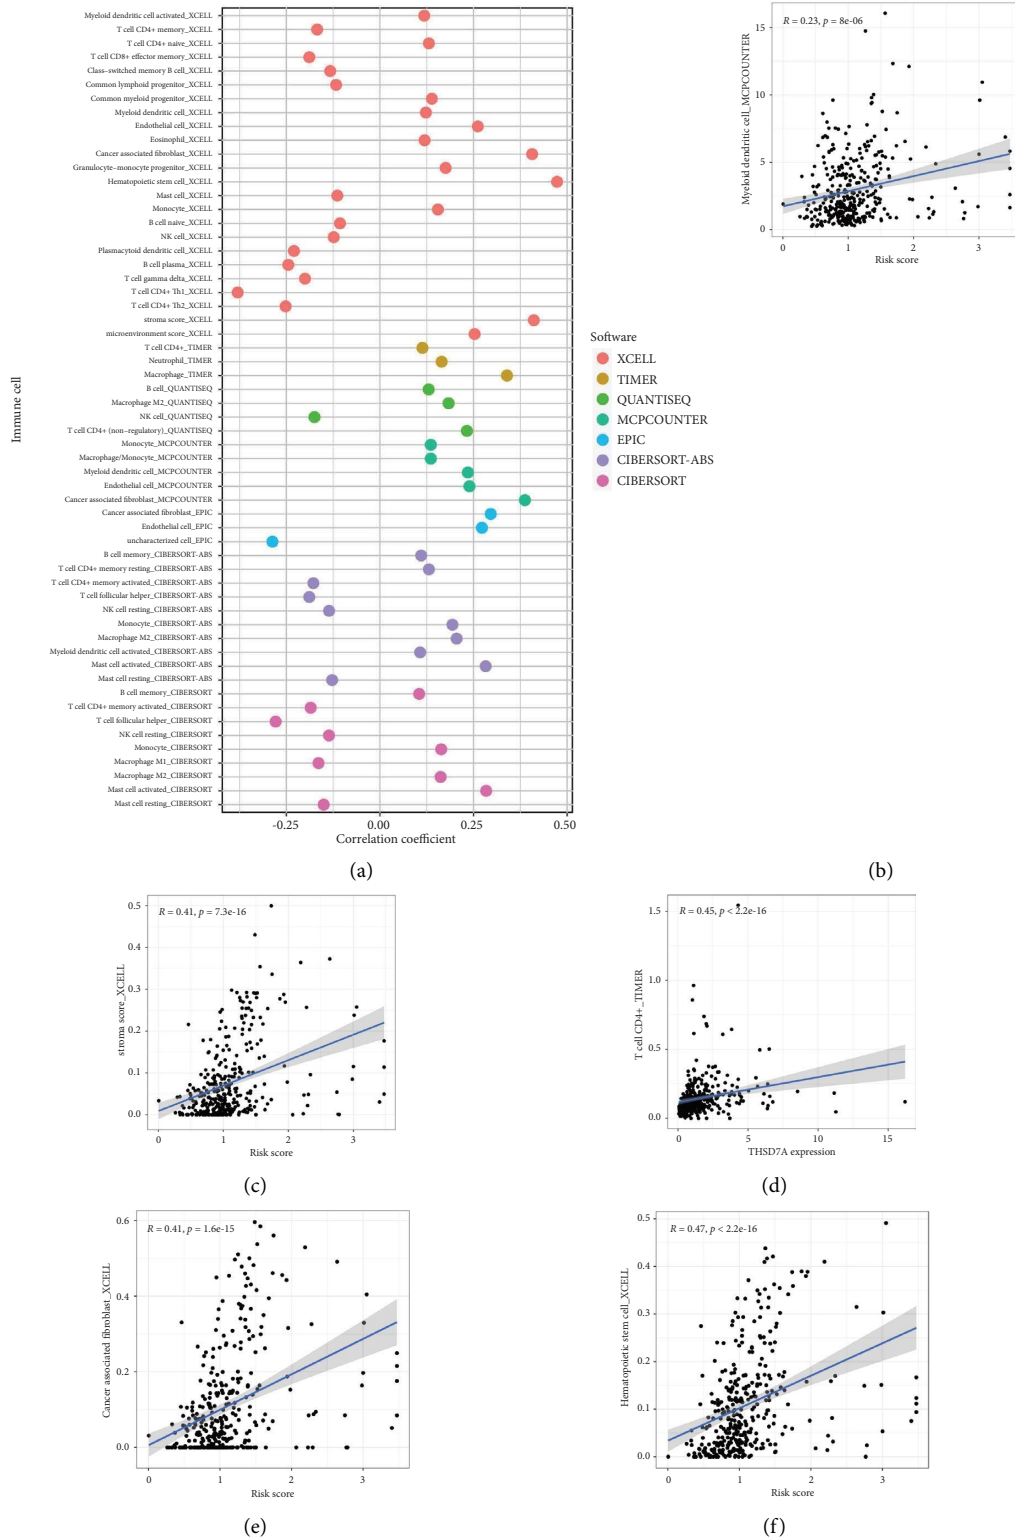 Immune cell
Myeloid dendritic cell activated_XCELL
T cell CD4+ memory_XCELL
T cell CD4+ naive_XCELL
T cell CD8+ effector memory_XCELL
Class-switched memory B cell_XCELL
Common lymphoid progenitor_XCELL
Common myeloid progenitor_XCELL
Myeloid dendritic cell_XCELL
Endothelial cell_XCELL
Eosinophil_XCELL
Cancer associated fibroblast_XCELL
Granulocyte-monocyte progenitor_XCELL
Hematopoietic stem cell_XCELL
Mast cell_XCELL
Monocyte_XCELL
B cell naive_XCELL
NK cell_XCELL
Plasmacytoid dendritic cell_XCELL
B cell plasma_XCELL
T cell gamma delta_XCELL
T cell CD4+ Th1_XCELL
T cell CD4+ Th2_XCELL
stroma score_XCELL
microenvironment score_XCELL
T cell CD4+_TIMER
Neutrophil_TIMER
Macrophage_TIMER
B cell_QUANTISEQ
Macrophage M2_QUANTISEQ
NK cell_QUANTISEQ
T cell CD4+ (non-regulatory)_QUANTISEQ
Monocyte_MCPCOUNTER
Macrophage/Monocyte_MCPCOUNTER
Myeloid dendritic cell_MCPCOUNTER
Endothelial cell_MCPCOUNTER
Cancer associated fibroblast_MCPCOUNTER
Cancer associated fibroblast_EPIC
Endothelial cell_EPIC
uncharacterized cell_EPIC
B cell memory_CIBERSORT-ABS
T cell CD4+ memory resting_CIBERSORT-ABS
T cell CD4+ memory activated_CIBERSORT-ABS
T cell follicular helper_CIBERSORT-ABS
NK cell resting_CIBERSORT-ABS
Monocyte_CIBERSORT-ABS
Macrophage M2_CIBERSORT-ABS
Myeloid dendritic cell activated_CIBERSORT-ABS
Mast cell activated_CIBERSORT-ABS
Mast cell resting_CIBERSORT-ABS
B cell memory_CIBERSORT
T cell CD4+ memory activated_CIBERSORT
T cell follicular helper_CIBERSORT
NK cell resting_CIBERSORT
Monocyte_CIBERSORT
Macrophage M1_CIBERSORT
Macrophage M2_CIBERSORT
Mast cell activated_CIBERSORT
Mast cell resting_CIBERSORT
-0.25 0.00 0.25 0.50
Correlation coefficient
Software
XCELL
TIMER
QUANTISEQ
MCPCOUNTER
EPIC
CIBERSORT-ABS
CIBERSORT
(a)
R = 0.23, p = 8e-06
Myeloid dendritic cell_MCPCOUNTER
15
10
5
0
0 1 2 3
Risk score
(b)
R = 0.41, p = 7.3e-16
stroma score_XCELL
0.5
0.4
0.3
0.2
0.1
0.0
0 1 2 3
Risk score
(c)
R = 0.45, p < 2.2e-16
T cell CD4+_TIMER
1.5
1.0
0.5
0.0
0 5 10 15
THSD7A expression
(d)
R = 0.41, p = 1.6e-15
Cancer associated fibroblast_XCELL
0.6
0.4
0.2
0.0
0 1 2 3
Risk score
(e)
R = 0.47, p < 2.2e-16
Hematopoietic stem cell_XCELL
0.5
0.4
0.3
0.2
0.1
0.0
0 1 2 3
Risk score
(f)